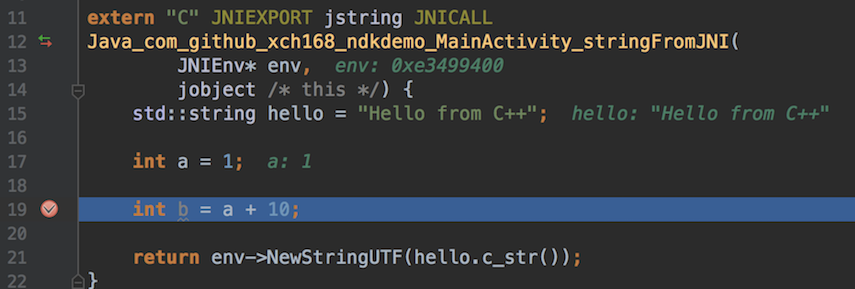 11 extern "C" JNIEXPORT jstring JNICALL
12 Java_com_github_xch168_ndkdemo_MainActivity_stringFromJNI(
13 JNIEnv* env, env: 0xe3499400
14 jobject /* this */) {
15 std::string hello = "Hello from C++"; hello: "Hello from C++"
16
17 int a = 1; a: 1
18
19 int b = a + 10;
20
21 return env->NewStringUTF(hello.c_str());
22 }